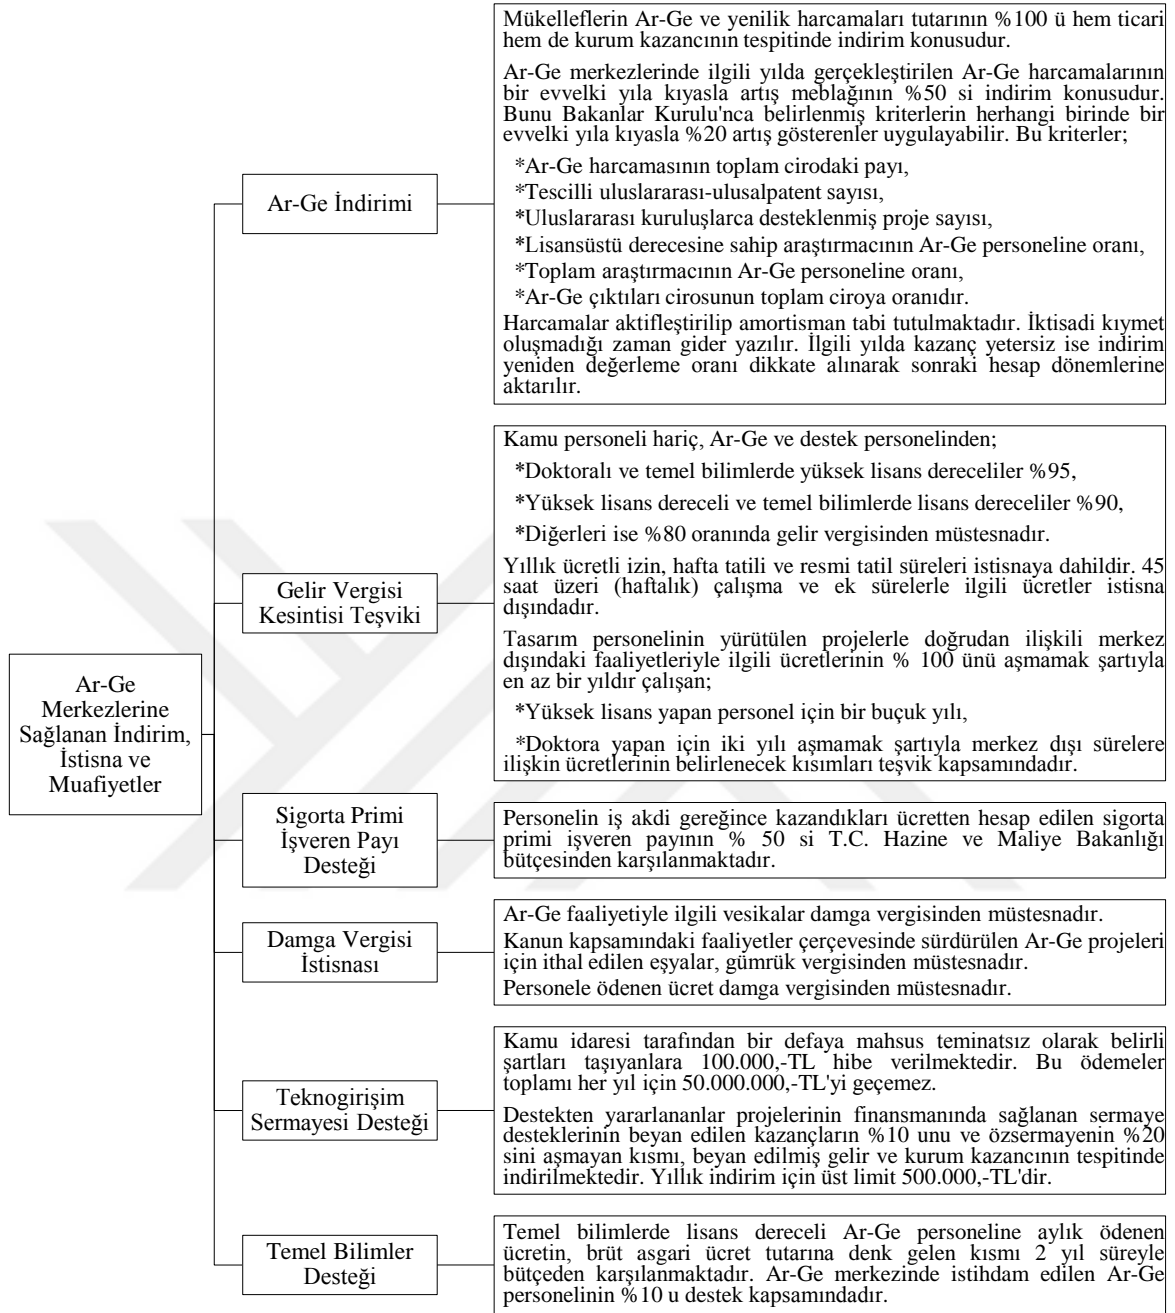 Ar-Ge
Merkezlerine
Sağlanan İndirim,
İstisna ve
Muafiyetler
Ar-Ge İndirimi
Mükelleflerin Ar-Ge ve yenilik harcamaları tutarının %100 ü hem ticari
hem de kurum kazancının tespitinde indirim konusudur.
Ar-Ge merkezlerinde ilgili yılda gerçekleştirilen Ar-Ge harcamalarının
bir evvelki yıla kıyasla artış meblağının %50 si indirim konusudur.
Bunu Bakanlar Kurulu'nca belirlenmiş kriterlerin herhangi birinde bir
evvelki yıla kıyasla %20 artış gösterenler uygulayabilir. Bu kriterler;
*Ar-Ge harcamasının toplam cirodaki payı,
*Tescilli uluslararası-ulusalpatent sayısı,
*Uluslararası kuruluşlarca desteklenmiş proje sayısı,
*Lisansüstü derecesine sahip araştırmacının Ar-Ge personeline oranı,
*Toplam araştırmacının Ar-Ge personeline oranı,
*Ar-Ge çıktıları cirosunun toplam ciroya oranıdır.
Harcamalar aktifleştirilip amortisman tabi tutulmaktadır. İktisadi kıymet
oluşmadığı zaman gider yazılır. İlgili yılda kazanç yetersiz ise indirim
yeniden değerleme oranı dikkate alınarak sonraki hesap dönemlerine
aktarılır.
Gelir Vergisi
Kesintisi Teşviki
Kamu personeli hariç, Ar-Ge ve destek personelinden;
*Doktoralı ve temel bilimlerde yüksek lisans dereceliler %95,
*Yüksek lisans dereceli ve temel bilimlerde lisans dereceliler %90,
*Diğerleri ise %80 oranında gelir vergisinden müstesnadır.
Yıllık ücretli izin, hafta tatili ve resmi tatil süreleri istisnaya dahildir. 45
saat üzeri (haftalık) çalışma ve ek sürelerle ilgili ücretler istisna
dışındadır.
Tasarım personelinin yürütülen projelerle doğrudan ilişkili merkez
dışındaki faaliyetleriyle ilgili ücretlerinin % 100 ünü aşmamak şartıyla
en az bir yıldır çalışan;
*Yüksek lisans yapan personel için bir buçuk yılı,
*Doktora yapan için iki yılı aşmamak şartıyla merkez dışı sürelere
ilişkin ücretlerinin belirlenecek kısımları teşvik kapsamındadır.
Sigorta Primi
İşveren Payı
Desteği
Personelin iş akdi gereğince kazandıkları ücretten hesap edilen sigorta
primi işveren payının % 50 si T.C. Hazine ve Maliye Bakanlığı
bütçesinden karşılanmaktadır.
Damga Vergisi
İstisnası
Ar-Ge faaliyetiyle ilgili vesikalar damga vergisinden müstesnadır.
Kanun kapsamındaki faaliyetler çerçevesinde sürdürülen Ar-Ge projeleri
için ithal edilen eşyalar, gümrük vergisinden müstesnadır.
Personele ödenen ücret damga vergisinden müstesnadır.
Teknogirişim
Sermayesi Desteği
Kamu idaresi tarafından bir defaya mahsus teminatsız olarak belirli
şartları taşıyanlara 100.000,-TL hibe verilmektedir. Bu ödemeler
toplamı her yıl için 50.000.000,-TL'yi geçemez.
Destekten yararlananlar projelerinin finansmanında sağlanan sermaye
desteklerinin beyan edilen kazançların %10 unu ve özsermayenin %20
sini aşmayan kısmı, beyan edilmiş gelir ve kurum kazancının tespitinde
indirilmektedir. Yıllık indirim için üst limit 500.000,-TL'dir.
Temel Bilimler
Desteği
Temel bilimlerde lisans dereceli Ar-Ge personeline aylık ödenen
ücretin, brüt asgari ücret tutarına denk gelen kısmı 2 yıl süreyle
bütçeden karşılanmaktadır. Ar-Ge merkezinde istihdam edilen Ar-Ge
personelinin %10 u destek kapsamındadır.